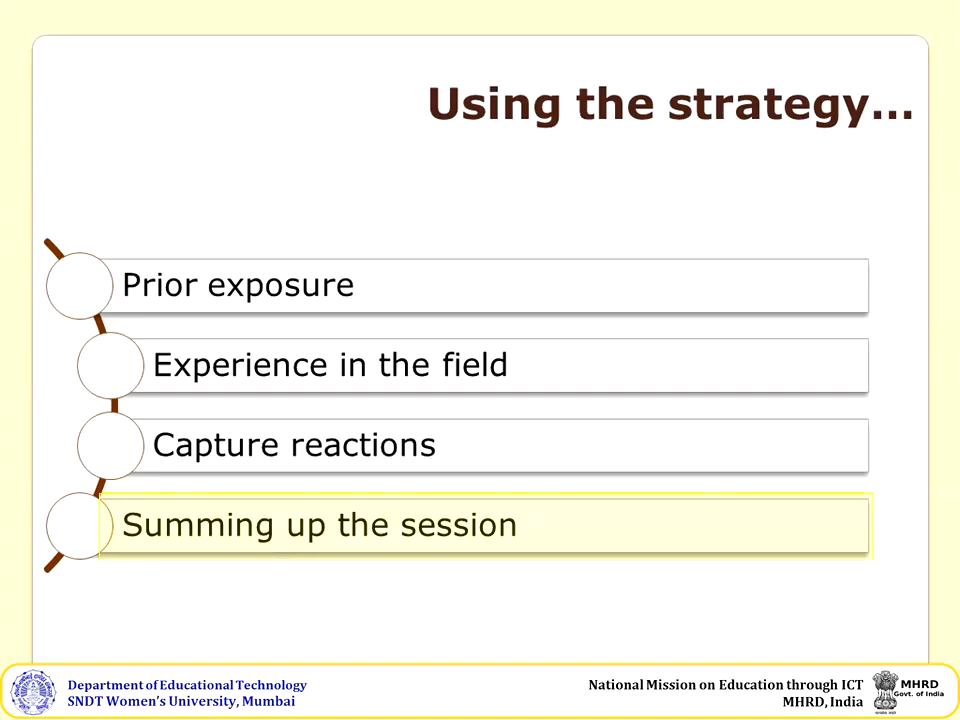 Using the strategy...
Prior exposure
Experience in the field
Capture reactions
Summing up the session
Department of Educational Technology
SNDT Women's University, Mumbai
National Mission on Education through ICT
MHRD, India
MHRD
Govt. of India